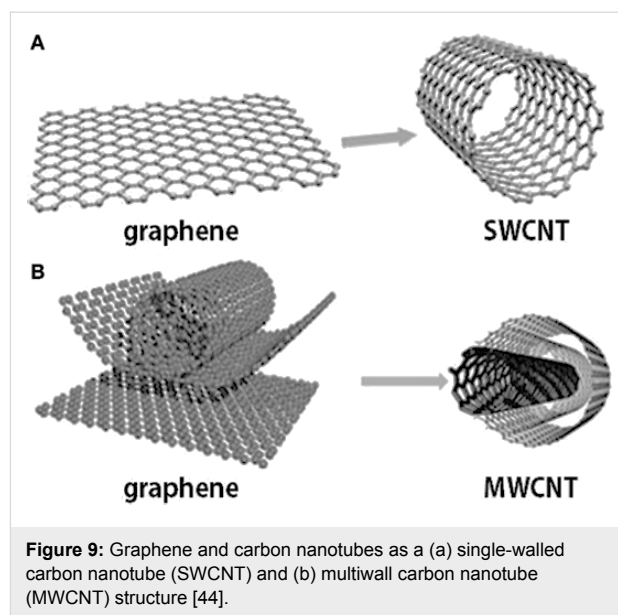 A
graphene
SWCNT
B
graphene
MWCNT
Figure 9: Graphene and carbon nanotubes as a (a) single-walled
carbon nanotube (SWCNT) and (b) multiwall carbon nanotube
(MWCNT) structure [44].